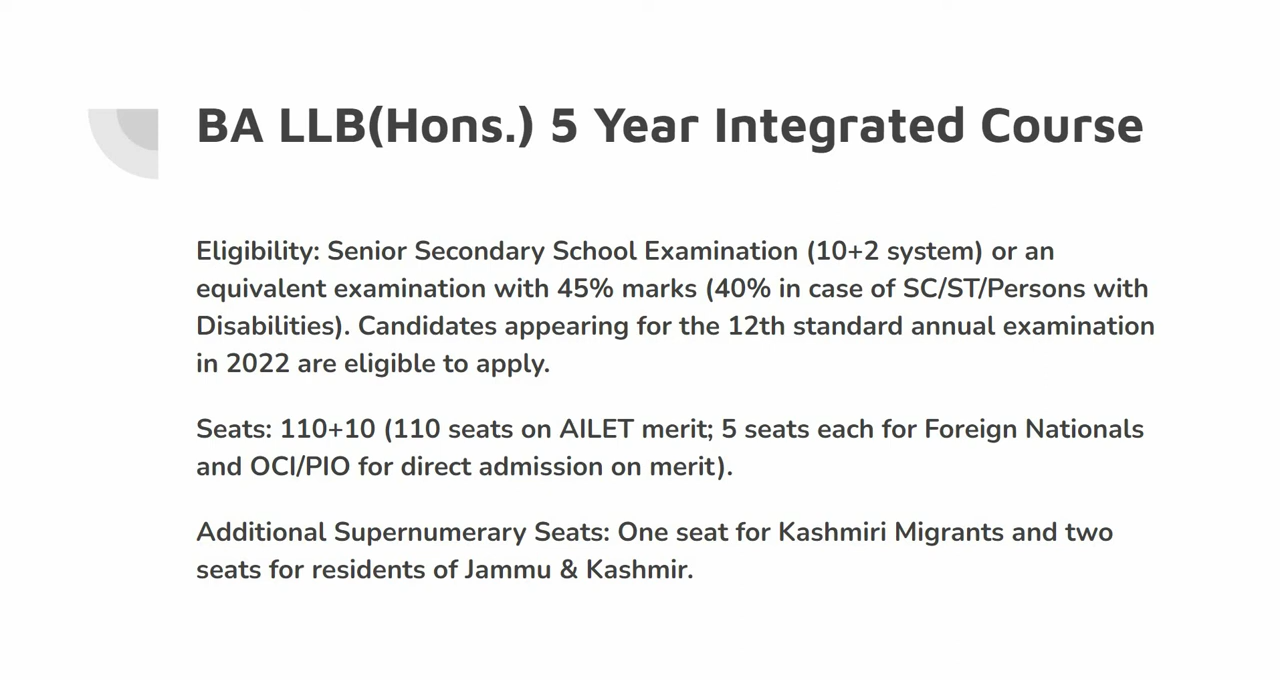 BA LLB(Hons.) 5 Year Integrated Course
Eligibility: Senior Secondary School Examination (10+2 system) or an
equivalent examination with 45% marks (40% in case of SC/ST/Persons with
Disabilities). Candidates appearing for the 12th standard annual examination
in 2022 are eligible to apply.
Seats: 110+10 (110 seats on AILET merit; 5 seats each for Foreign Nationals
and OCI/PIO for direct admission on merit).
Additional Supernumerary Seats: One seat for Kashmiri Migrants and two
seats for residents of Jammu & Kashmir.